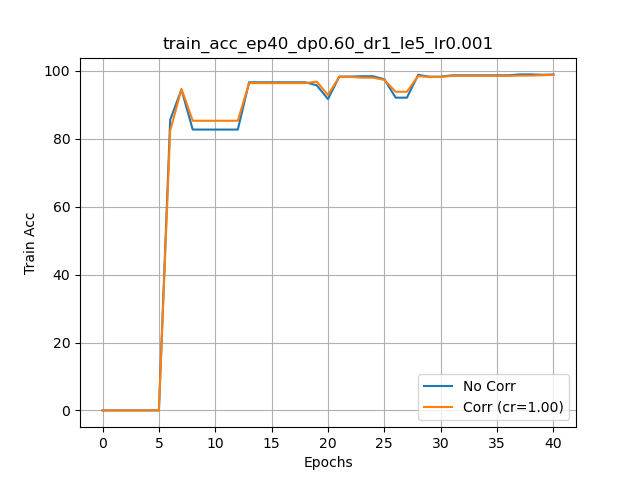 train_acc_ep40_dp0.60_dr1_le5_lr0.001
100
80
60
40
20
0
Train Acc
0 5 10 15 20 25 30 35 40
Epochs
No Corr
Corr (cr=1.00)